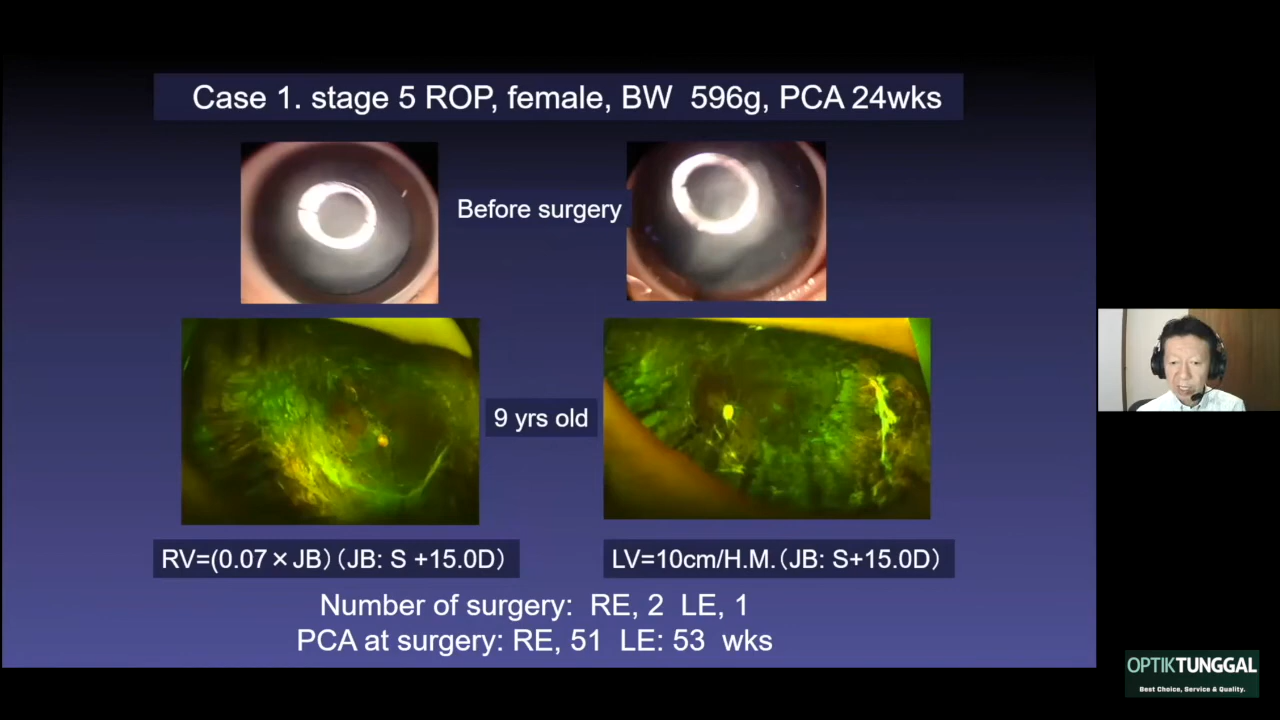 Case 1. stage 5 ROP, female, BW 596g, PCA 24wks
Before surgery
9 yrs old
RV=(0.07×JB)(JB: S +15.0D)
LV=10cm/H.M.(JB: S+15.0D)
Number of surgery: RE, 2 LE, 1
PCA at surgery: RE, 51 LE: 53 wks
OPTIKTUNGGAL
Best Choice, Service & Quality.